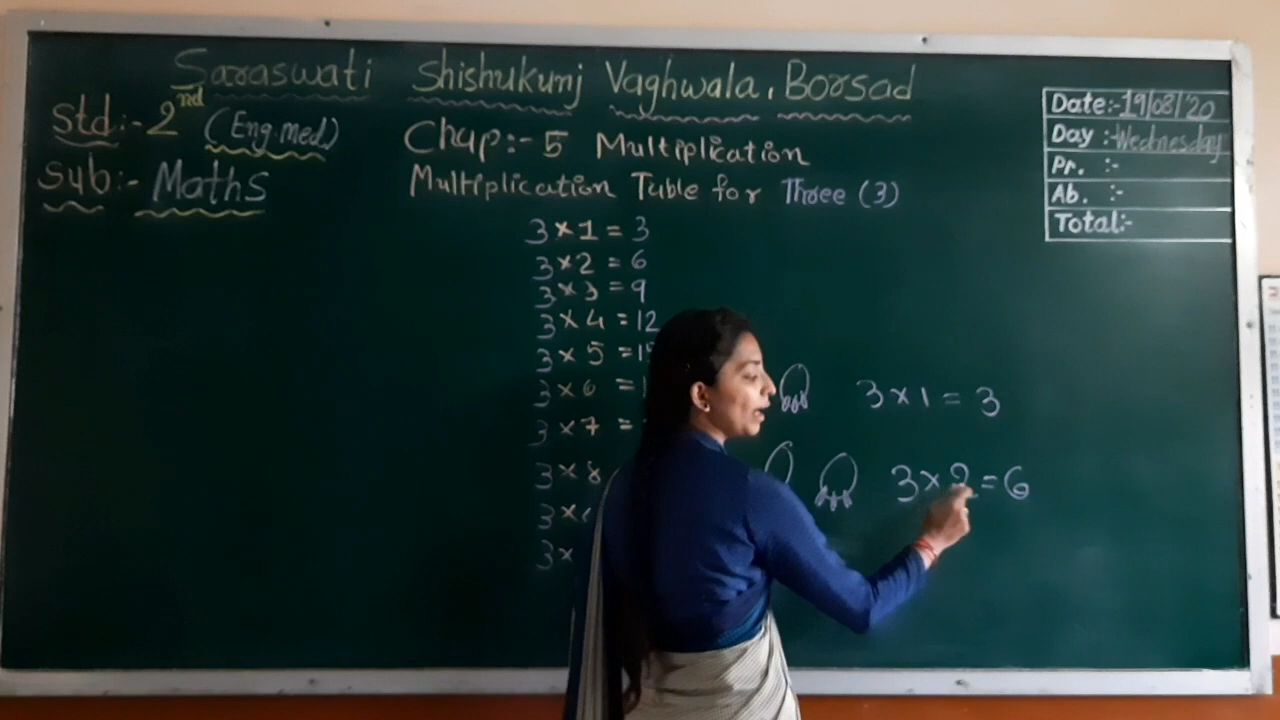 Saraswati Shishukunj Vaghwala, Borsad
Std:- 2nd (Eng.med)
Sub:- Maths
Chap:- 5 Multiplication
Multiplication Table for Three (3)
Date:- 19/08/'20
Day :- Wednesday
Pr. :-
Ab. :-
Total:-
3×1 = 3
3×2 = 6
3×3 = 9
3×4 = 12
3×5 =
3×6 =
3×7 =
3×8
3×
3×
3×1 = 3
3×2=6